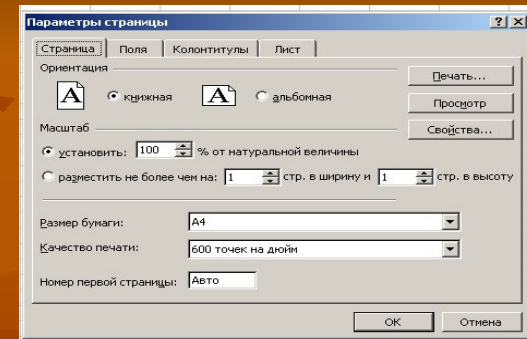 Параметры страницы
Страница Поля Колонтитулы Лист
Ориентация
Печать...
A книжная A альбомная
Просмотр
Масштаб
Свойства...
установить: 100 % от натуральной величины
разместить не более чем на: 1 стр. в ширину и 1 стр. в высоту
Размер бумаги: A4
Качество печати: 600 точек на дюйм
Номер первой страницы: Авто
ОК Отмена